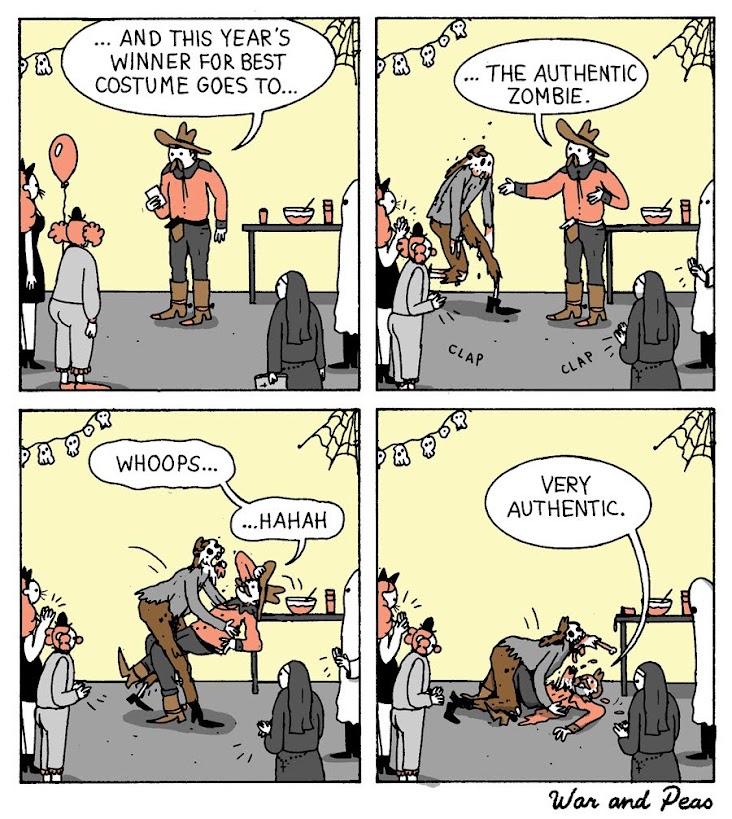 ... AND THIS YEAR'S
WINNER FOR BEST
COSTUME GOES TO...
... THE AUTHENTIC
ZOMBIE.
CLAP
CLAP
WHOOPS...
...HAHAH
VERY
AUTHENTIC.
War and Peas